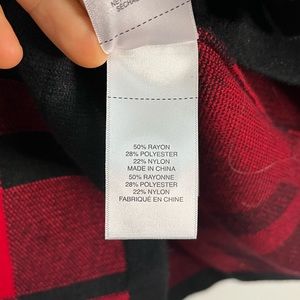 50% RAYON
28% POLYESTER
22% NYLON
MADE IN CHINA
50% RAYONNE
28% POLYESTER
22% NYLON
FABRIQUÉ EN CHINE